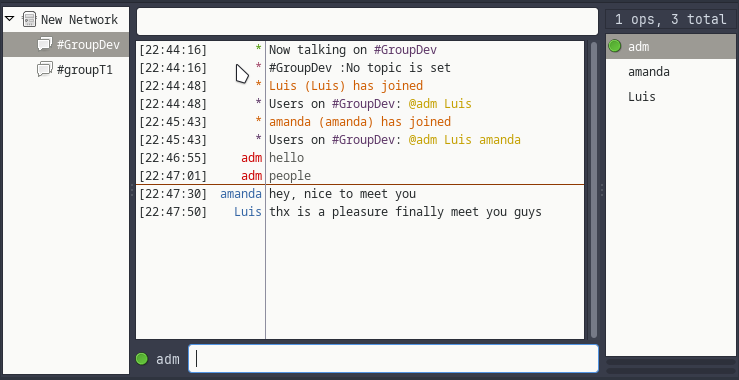 New Network
#GroupDev
#groupT1
[22:44:16] * Now talking on #GroupDev
[22:44:16] * #GroupDev :No topic is set
[22:44:48] * Luis (Luis) has joined
[22:44:48] * Users on #GroupDev: @adm Luis
[22:45:43] * amanda (amanda) has joined
[22:45:43] * Users on #GroupDev: @adm Luis amanda
[22:46:55] adm hello
[22:47:01] adm people
[22:47:30] amanda hey, nice to meet you
[22:47:50] Luis thx is a pleasure finally meet you guys
adm
1 ops, 3 total
adm
amanda
Luis